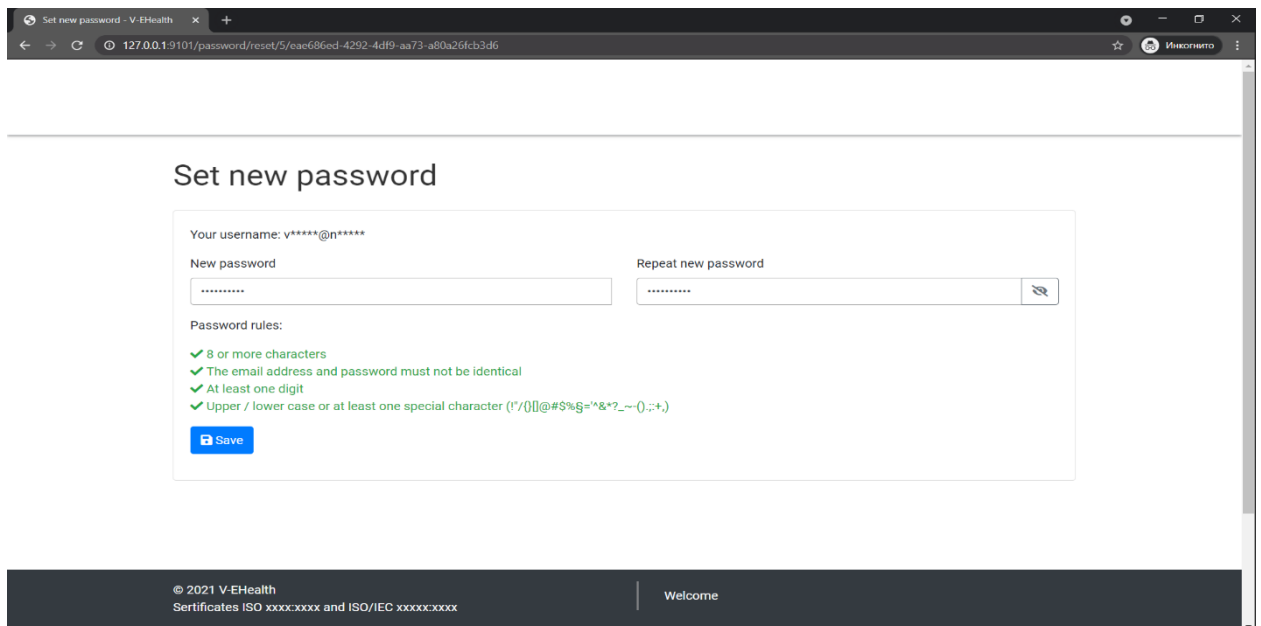 Set new password - V-EHealth
127.0.0.1:9101/password/reset/5/eae686ed-4292-4df9-aa73-a80a26fcb3d6
Инкогнито
Set new password
Your username: v*****@n*****
New password
Repeat new password
••••••••••
••••••••••
Password rules:
8 or more characters
The email address and password must not be identical
At least one digit
Upper / lower case or at least one special character (!"/{}[]@#$%§='^&*?_~-().;:+,)
Save
© 2021 V-EHealth
Sertificates ISO xxxx:xxxx and ISO/IEC xxxxx:xxxx
Welcome